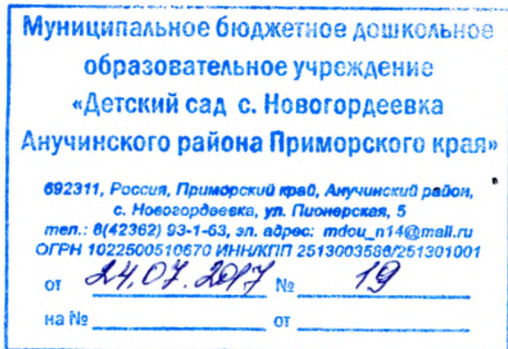 Муниципальное бюджетное дошкольное
образовательное учреждение
«Детский сад с. Новогордеевка
Анучинского района Приморского края»
692311, Россия, Приморский край, Анучинский район,
с. Новогордеевка, ул. Пионерская, 5
тел.: 8(42362) 93-1-63, эл. адрес: mdou_n14@mail.ru
ОГРН 1022500510670 ИНН/КПП 2513003586/251301001
от 24.07.2017 № 19
на № от